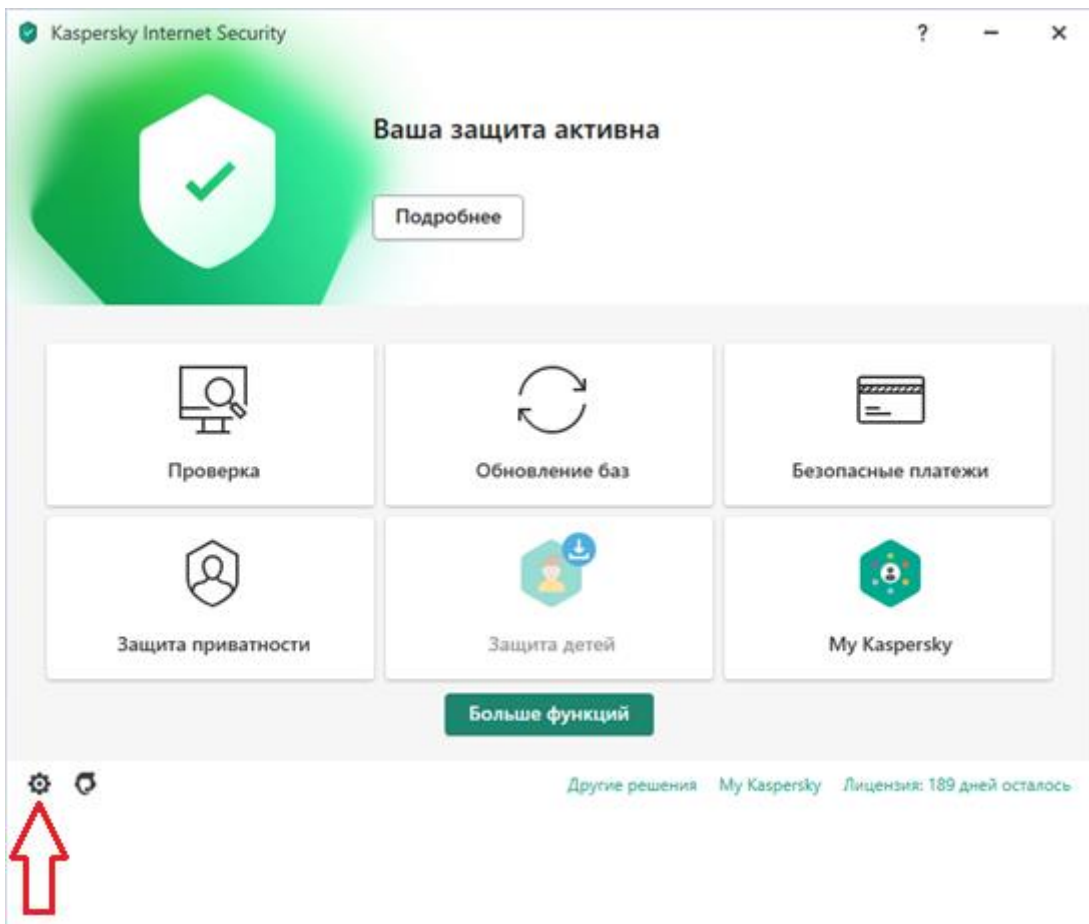 Kaspersky Internet Security
?
Ваша защита активна
Подробнее
Проверка
Обновление баз
Безопасные платежи
Защита приватности
Защита детей
My Kaspersky
Больше функций
Другие решения My Kaspersky Лицензия: 189 дней осталось